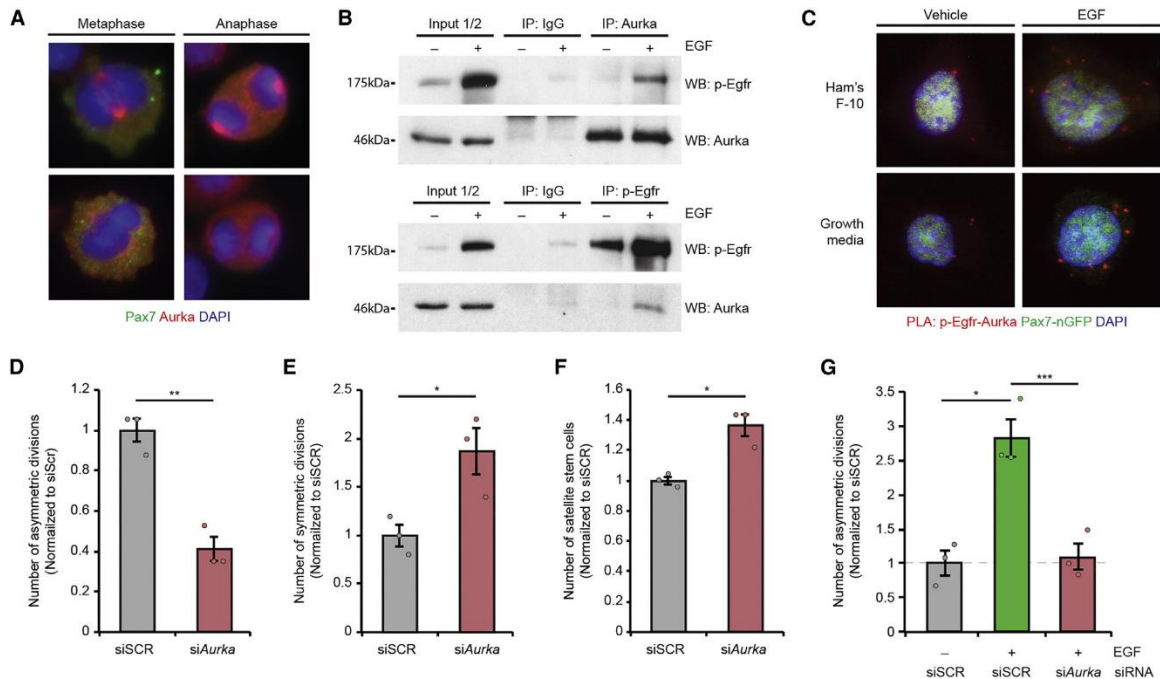 A
Metaphase Anaphase
Pax7 Aurka DAPI
B
Input 1/2 IP: IgG IP: Aurka
– + – + – + EGF
175kDa- WB: p-Egfr
46kDa- WB: Aurka
Input 1/2 IP: IgG IP: p-Egfr
– + – + – + EGF
175kDa- WB: p-Egfr
46kDa- WB: Aurka
C
Vehicle EGF
Ham's
F-10
Growth
media
PLA: p-Egfr-Aurka Pax7-nGFP DAPI
D
Number of asymmetric divisions
(Normailzed to siScr)
1.2
1
0.8
0.6
0.4
0.2
0
**
siSCR siAurka
E
Number of symmetric divisions
(Normailzed to siSCR)
2.5
2
1.5
1
0.5
0
*
siSCR siAurka
F
Number of satellite stem cells
(Normalized to siSCR)
1.6
1.4
1.2
1
0.8
0.6
0.4
0.2
0
*
siSCR siAurka
G
Number of asymmetric divisions
(Normailzed to siSCR)
3.5
3
2.5
2
1.5
1
0.5
0
* ***
– + + EGF
siSCR siSCR siAurka siRNA